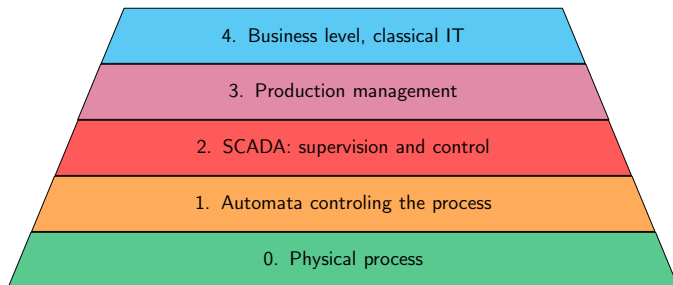 4. Business level, classical IT
3. Production management
2. SCADA: supervision and control
1. Automata controling the process
0. Physical process